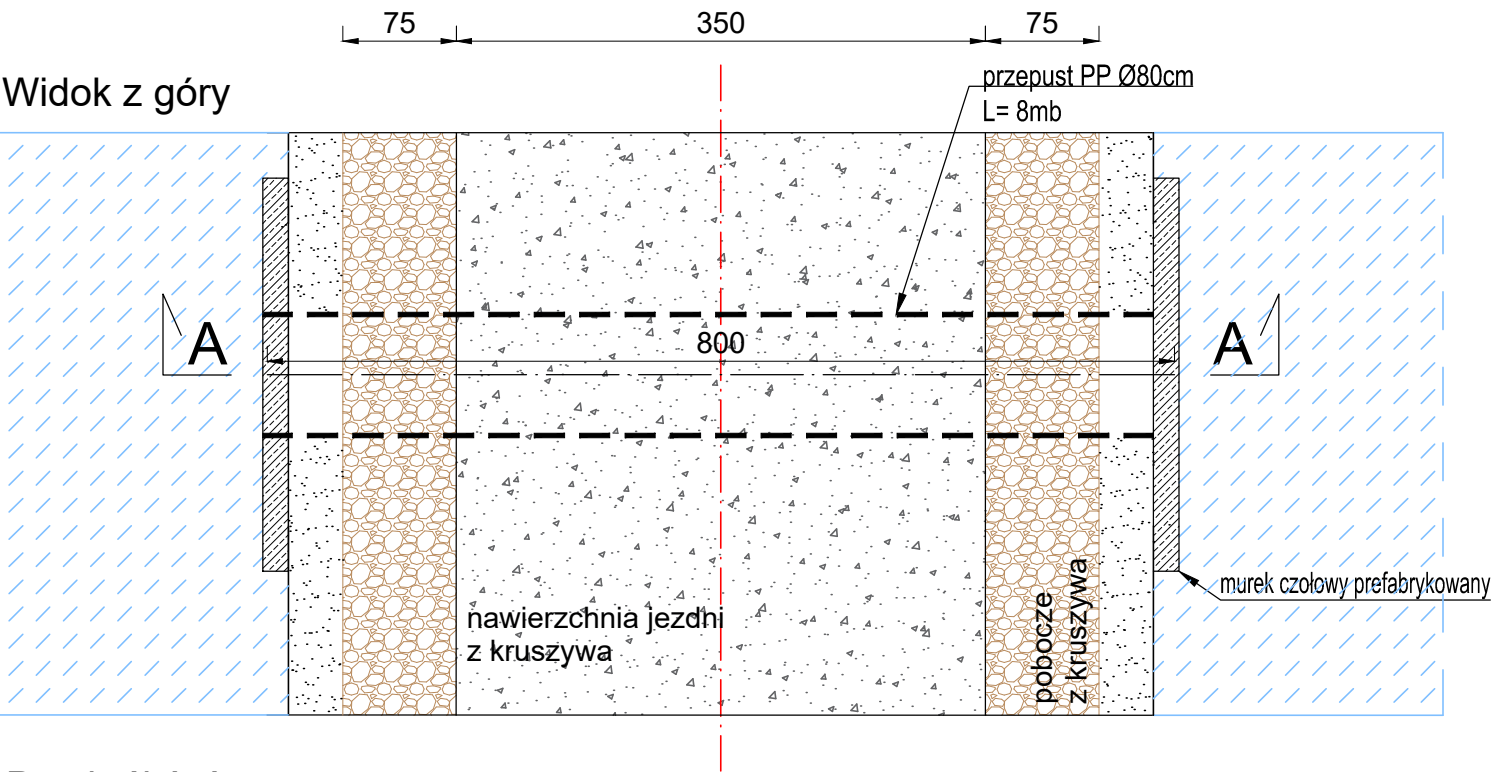 75
350
75
Widok z góry
przepust PP Ø80cm
L= 8mb
A
800
A
murek czołowy prefabrykowany
nawierzchnia jezdni
z kruszywa
pobocze
z kruszywa